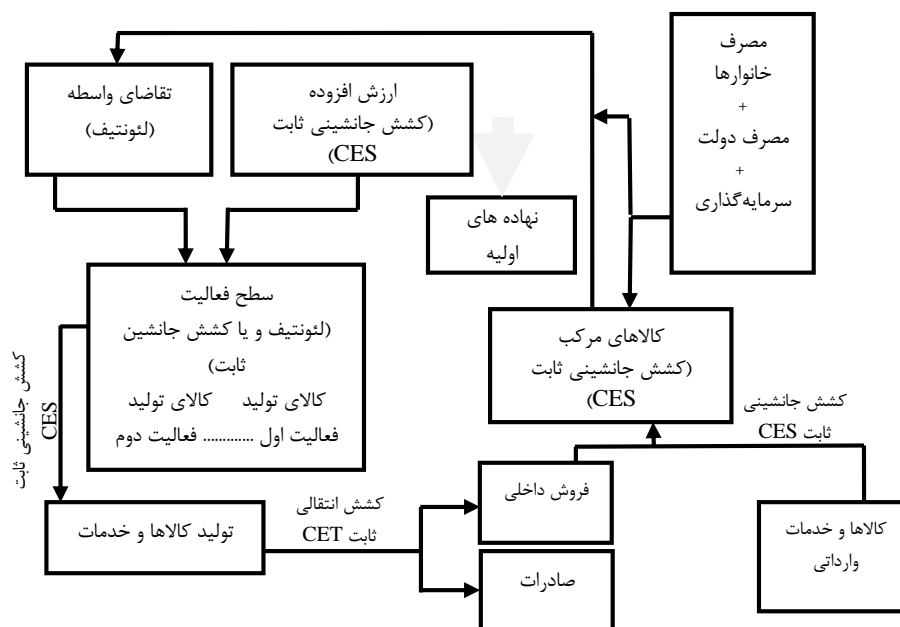 مصرف
خانوارها
+
مصرف دولت
+
سرمایه‌گذاری
ارزش افزوده
(کشش جانشینی ثابت
CES)
تقاضای واسطه
(لئونتیف)
نهاده های
اولیه
سطح فعالیت
(لئونتیف و یا کشش جانشین
ثابت)
کالای تولید کالای تولید
فعالیت اول ............ فعالیت دوم
کالاهای مرکب
(کشش جانشینی ثابت
CES)
کشش جانشینی
ثابت CES
کشش جانشینی ثابت
CES
کالاها و خدمات
وارداتی
فروش داخلی
صادرات
کشش انتقالی
ثابت CET
تولید کالاها و خدمات